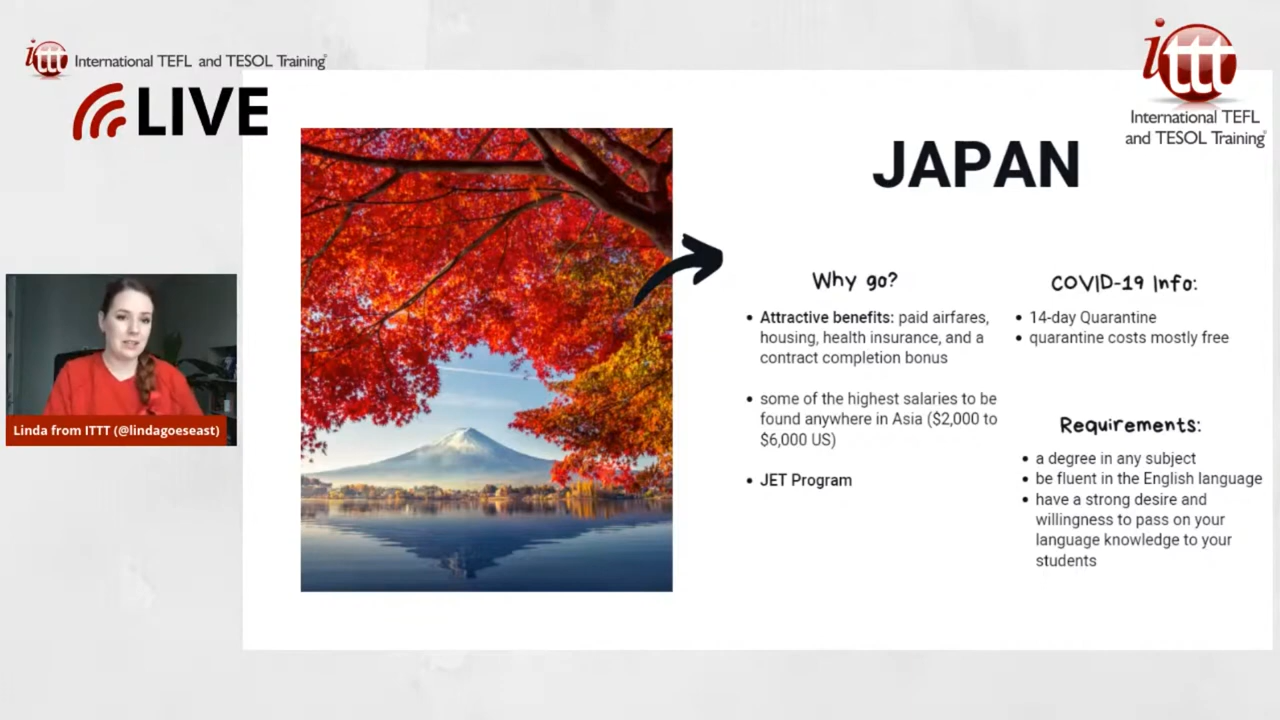 ittt International TEFL and TESOL Training
LIVE
ittt
International TEFL
and TESOL Training
JAPAN
Why go?
• Attractive benefits: paid airfares,
housing, health insurance, and a
contract completion bonus
• some of the highest salaries to be
found anywhere in Asia ($2,000 to
$6,000 US)
• JET Program
COVID-19 Info:
• 14-day Quarantine
• quarantine costs mostly free
Requirements:
• a degree in any subject
• be fluent in the English language
• have a strong desire and
willingness to pass on your
language knowledge to your
students
Linda from ITTT (@lindagoeseast)